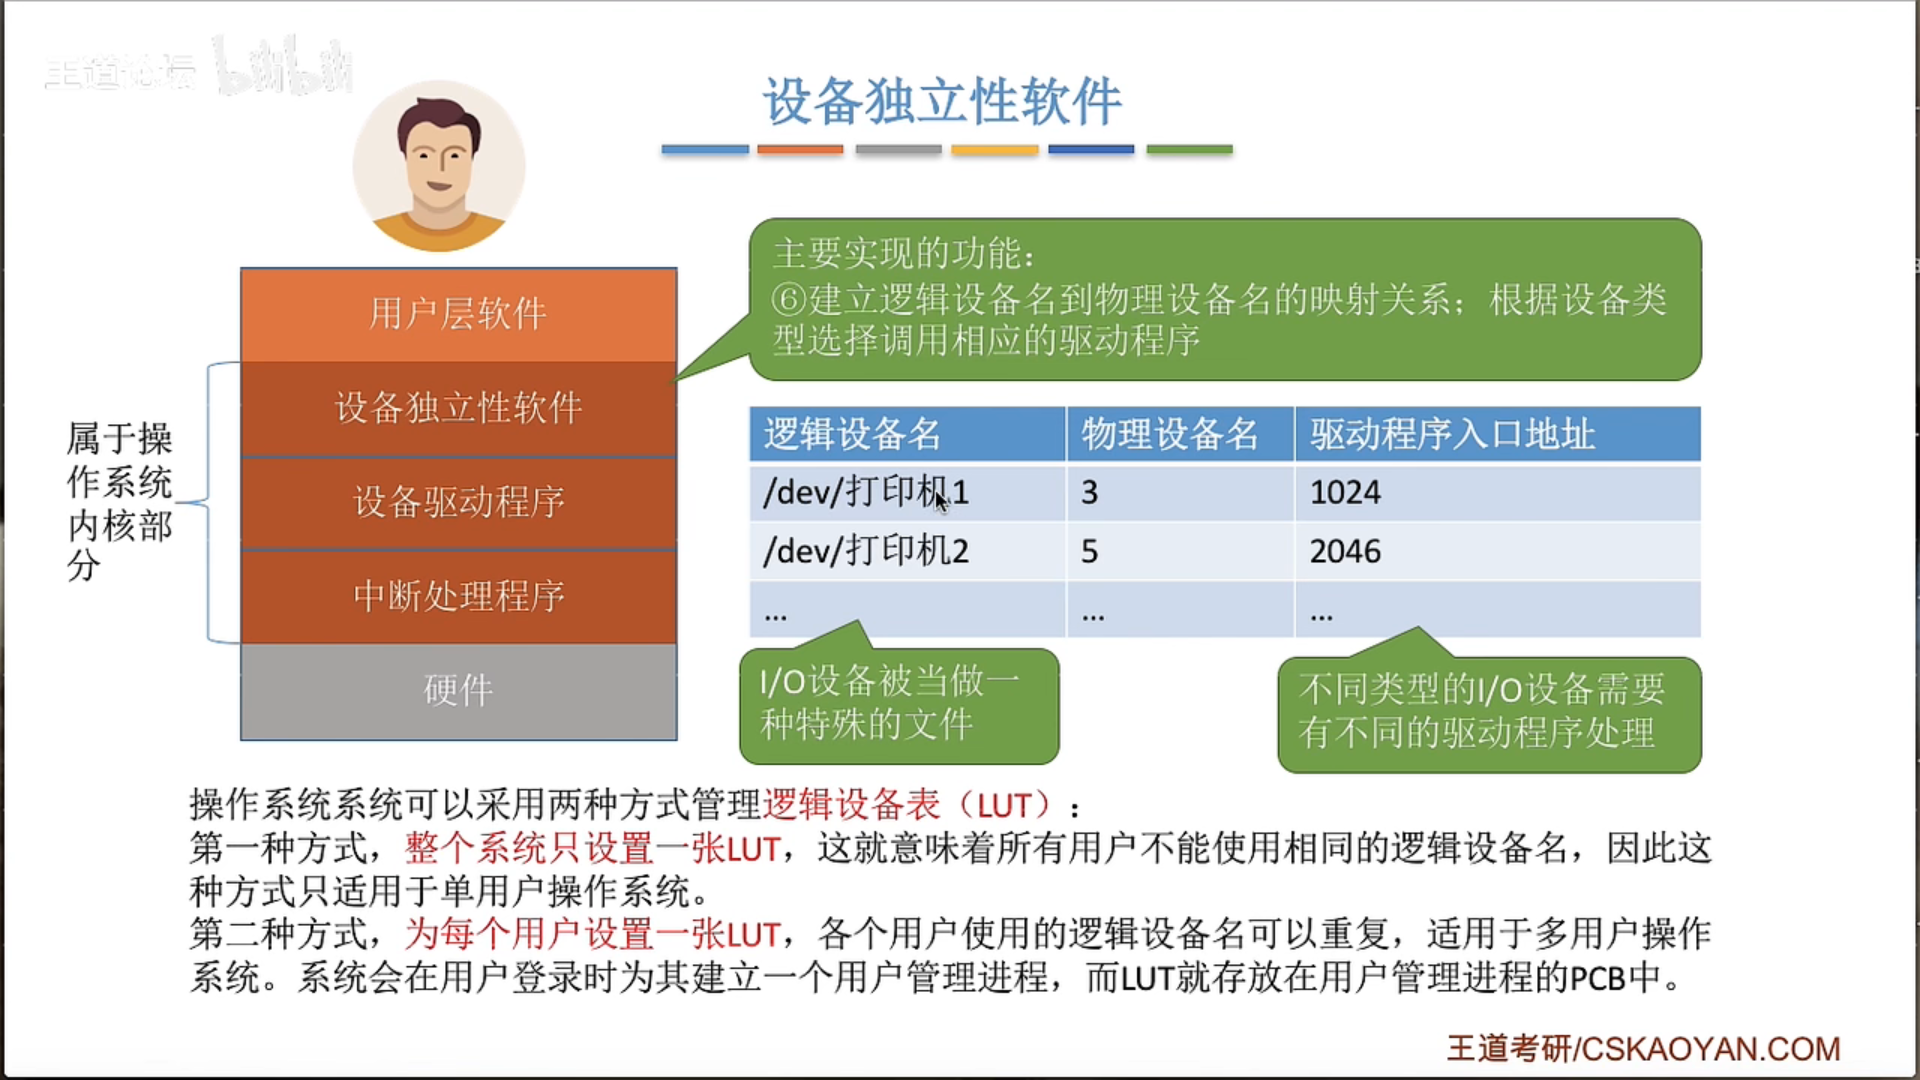 王道论坛 bilibili
设备独立性软件
主要实现的功能：
⑥建立逻辑设备名到物理设备名的映射关系；根据设备类
型选择调用相应的驱动程序
用户层软件
设备独立性软件
设备驱动程序
中断处理程序
硬件
属于操
作系统
内核部
分
逻辑设备名 物理设备名 驱动程序入口地址
/dev/打印机1 3 1024
/dev/打印机2 5 2046
... ... ...
I/O设备被当做一
种特殊的文件
不同类型的I/O设备需要
有不同的驱动程序处理
操作系统系统可以采用两种方式管理逻辑设备表（LUT）：
第一种方式，整个系统只设置一张LUT，这就意味着所有用户不能使用相同的逻辑设备名，因此这
种方式只适用于单用户操作系统。
第二种方式，为每个用户设置一张LUT，各个用户使用的逻辑设备名可以重复，适用于多用户操作
系统。系统会在用户登录时为其建立一个用户管理进程，而LUT就存放在用户管理进程的PCB中。
王道考研/CSKAOYAN.COM